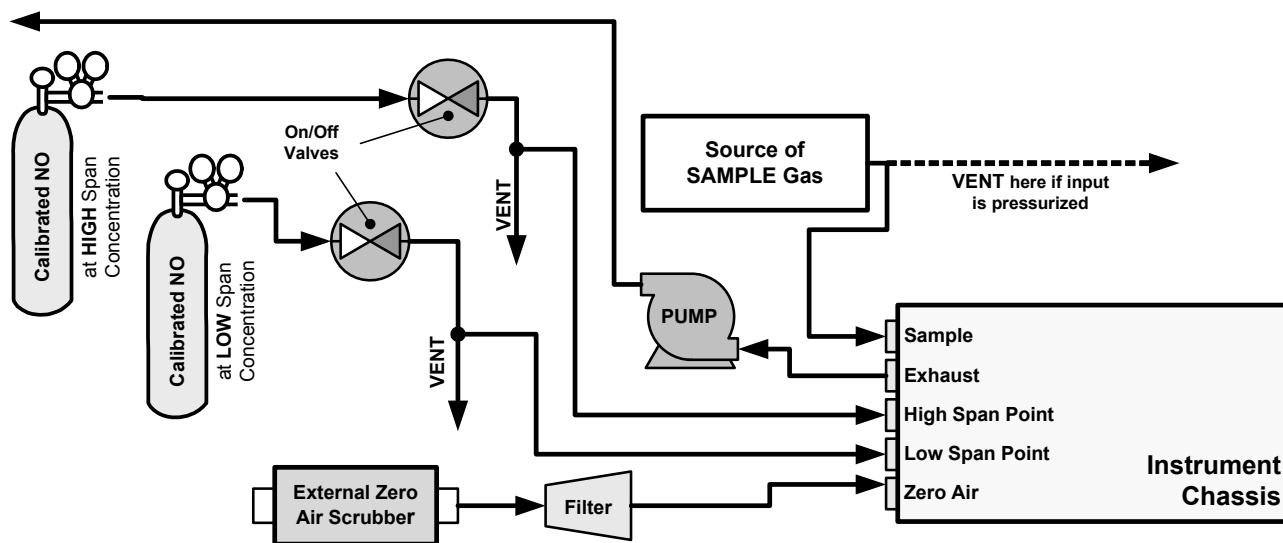 Calibrated NO
at HIGH Span
Concentration
Calibrated NO
at LOW Span
Concentration
On/Off
Valves
VENT
VENT
Source of
SAMPLE Gas
VENT here if input
is pressurized
PUMP
Sample
Exhaust
High Span Point
Low Span Point
Zero Air
Instrument
Chassis
External Zero
Air Scrubber
Filter